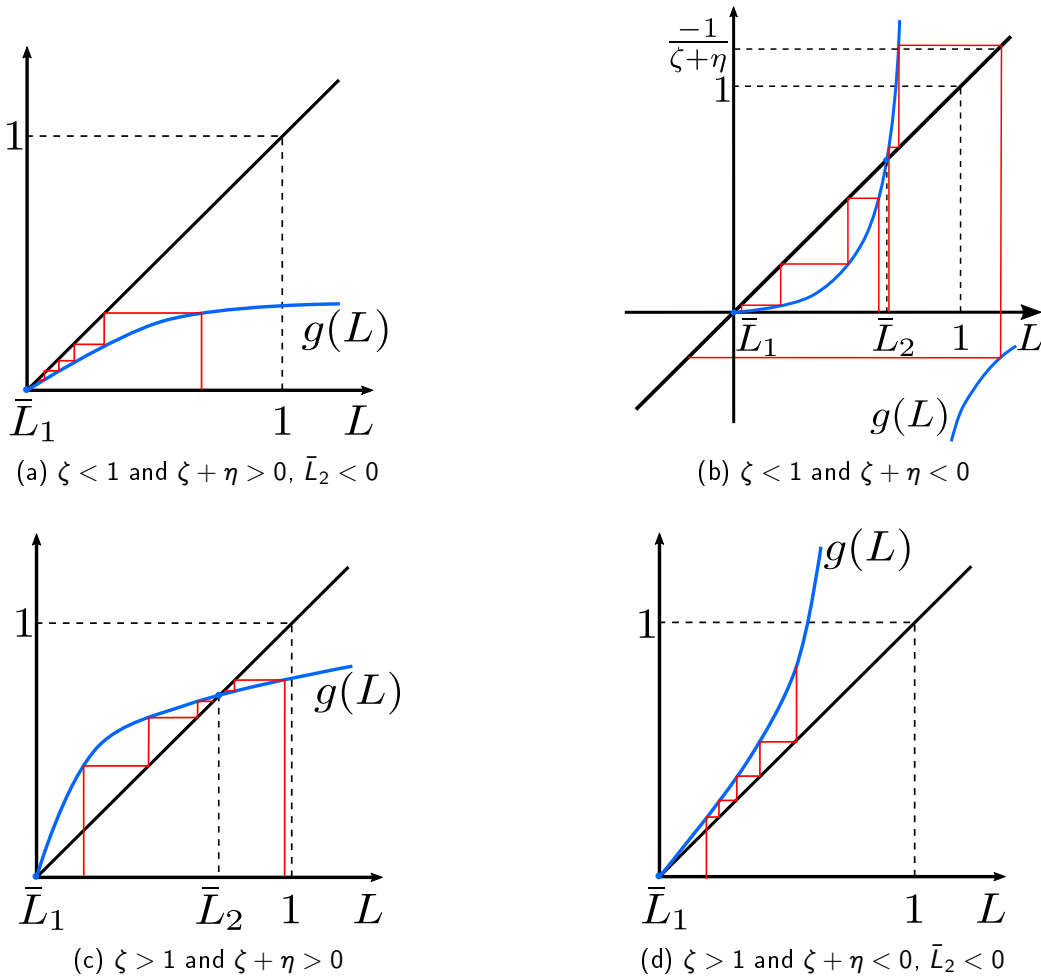 1
g(L)
L̄₁
1
L
(a) ζ < 1 and ζ + η > 0, L̄₂ < 0
−1/(ζ+η)
1
L̄₁
L̄₂
1
L
g(L)
(b) ζ < 1 and ζ + η < 0
1
g(L)
L̄₁
L̄₂
1
L
(c) ζ > 1 and ζ + η > 0
g(L)
1
L̄₁
1
L
(d) ζ > 1 and ζ + η < 0, L̄₂ < 0